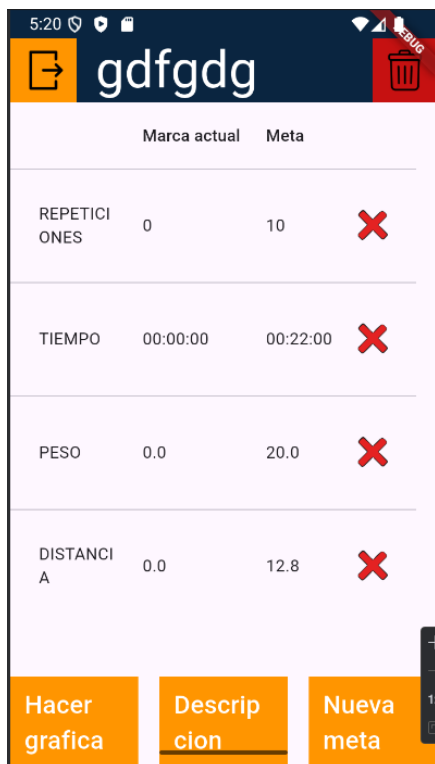 5:20
DEBUG
gdfgdg
Marca actual Meta
REPETICI
ONES
0 10
TIEMPO 00:00:00 00:22:00
PESO 0.0 20.0
DISTANCI
A
0.0 12.8
Hacer
grafica
Descrip
cion
Nueva
meta